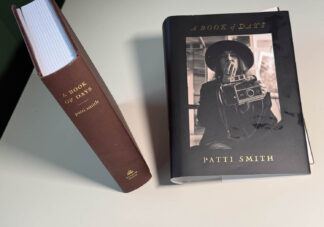 A BOOK
OF DAYS
patti smith
A BOOK of DAYS
PATTI SMITH